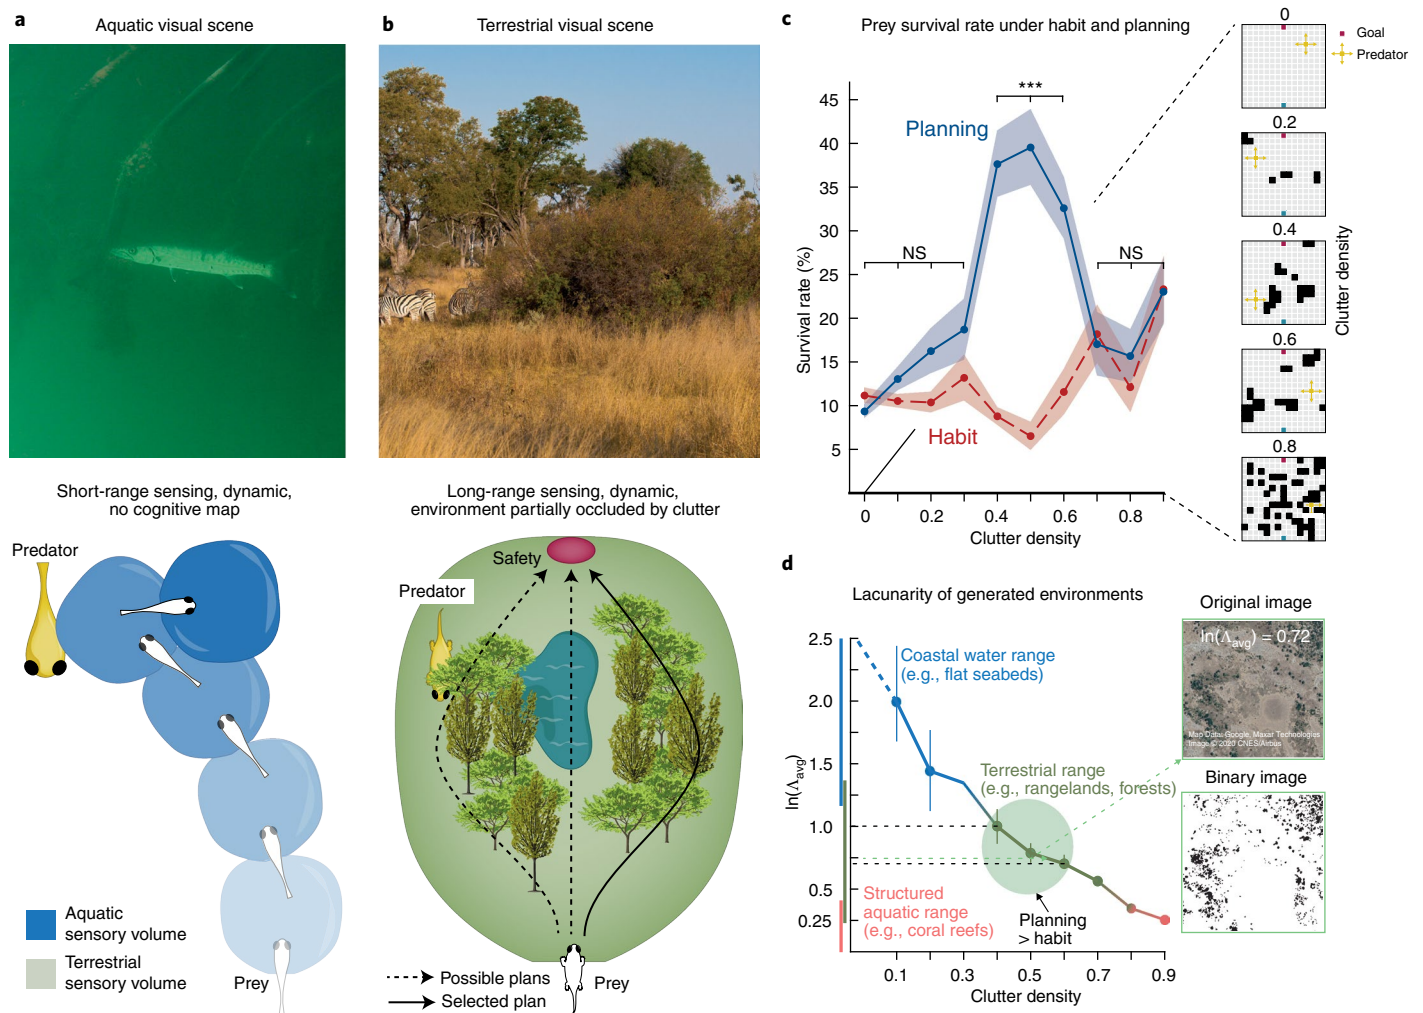 a
Aquatic visual scene
b
Terrestrial visual scene
Short-range sensing, dynamic,
no cognitive map
Predator
Aquatic
sensory volume
Terrestrial
sensory volume
Prey
Long-range sensing, dynamic,
environment partially occluded by clutter
Safety
Predator
Possible plans
Selected plan
Prey
c
Prey survival rate under habit and planning
Survival rate (%)
45
40
35
30
25
20
15
10
5
Planning
***
NS
NS
Habit
0
0.2
0.4
0.6
0.8
Clutter density
0
0.2
0.4
0.6
0.8
Goal
Predator
Clutter density
d
Lacunarity of generated environments
ln(Λavg)
2.5
2.0
1.5
1.0
0.5
0.25
Coastal water range
(e.g., flat seabeds)
Terrestrial range
(e.g., rangelands, forests)
Structured
aquatic range
(e.g., coral reefs)
Planning
> habit
0.1
0.3
0.5
0.7
0.9
Clutter density
Original image
ln(Λavg) = 0.72
Map Data: Google, Maxar Technologies
Image © 2020 CNES/Airbus
Binary image